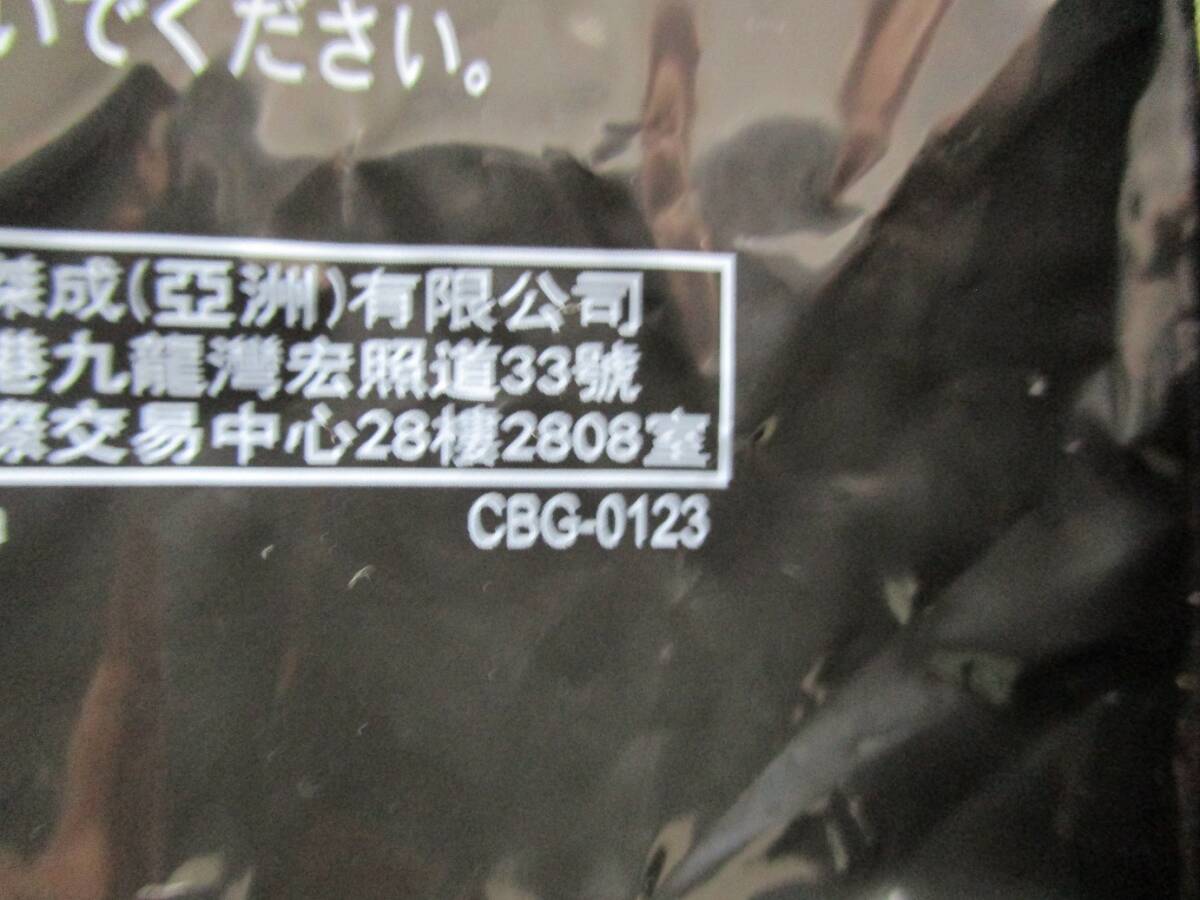 いでください。
成(亞洲)有限公司
港九龍灣宏照道33號
際交易中心28樓2808室
CBG-0123